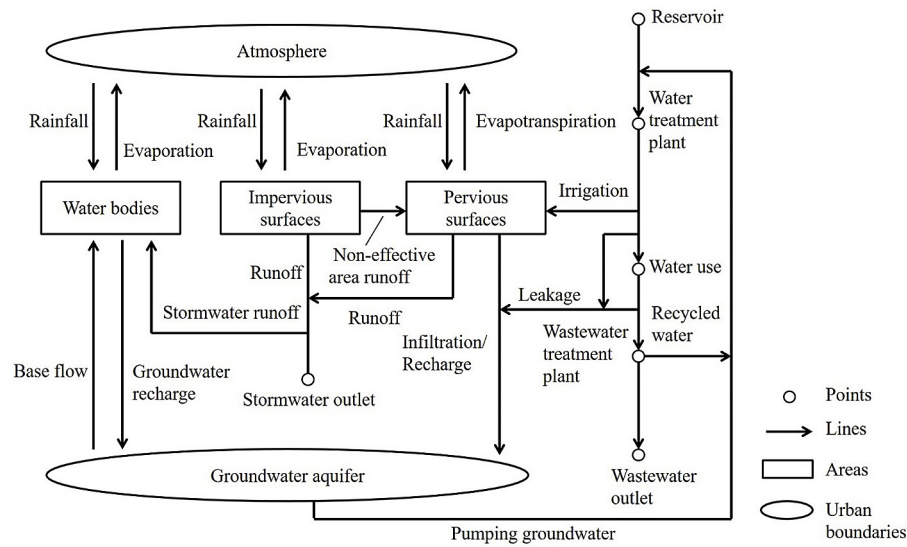 Reservoir
Atmosphere
Water
treatment
plant
Rainfall
Evaporation
Rainfall
Evaporation
Rainfall
Evapotranspiration
Water bodies
Impervious
surfaces
Pervious
surfaces
Irrigation
Non-effective
area runoff
Water use
Runoff
Stormwater runoff
Runoff
Leakage
Wastewater
treatment
plant
Recycled
water
Infiltration/
Recharge
Base flow
Groundwater
recharge
Stormwater outlet
Groundwater aquifer
Wastewater
outlet
Pumping groundwater
Points
Lines
Areas
Urban
boundaries